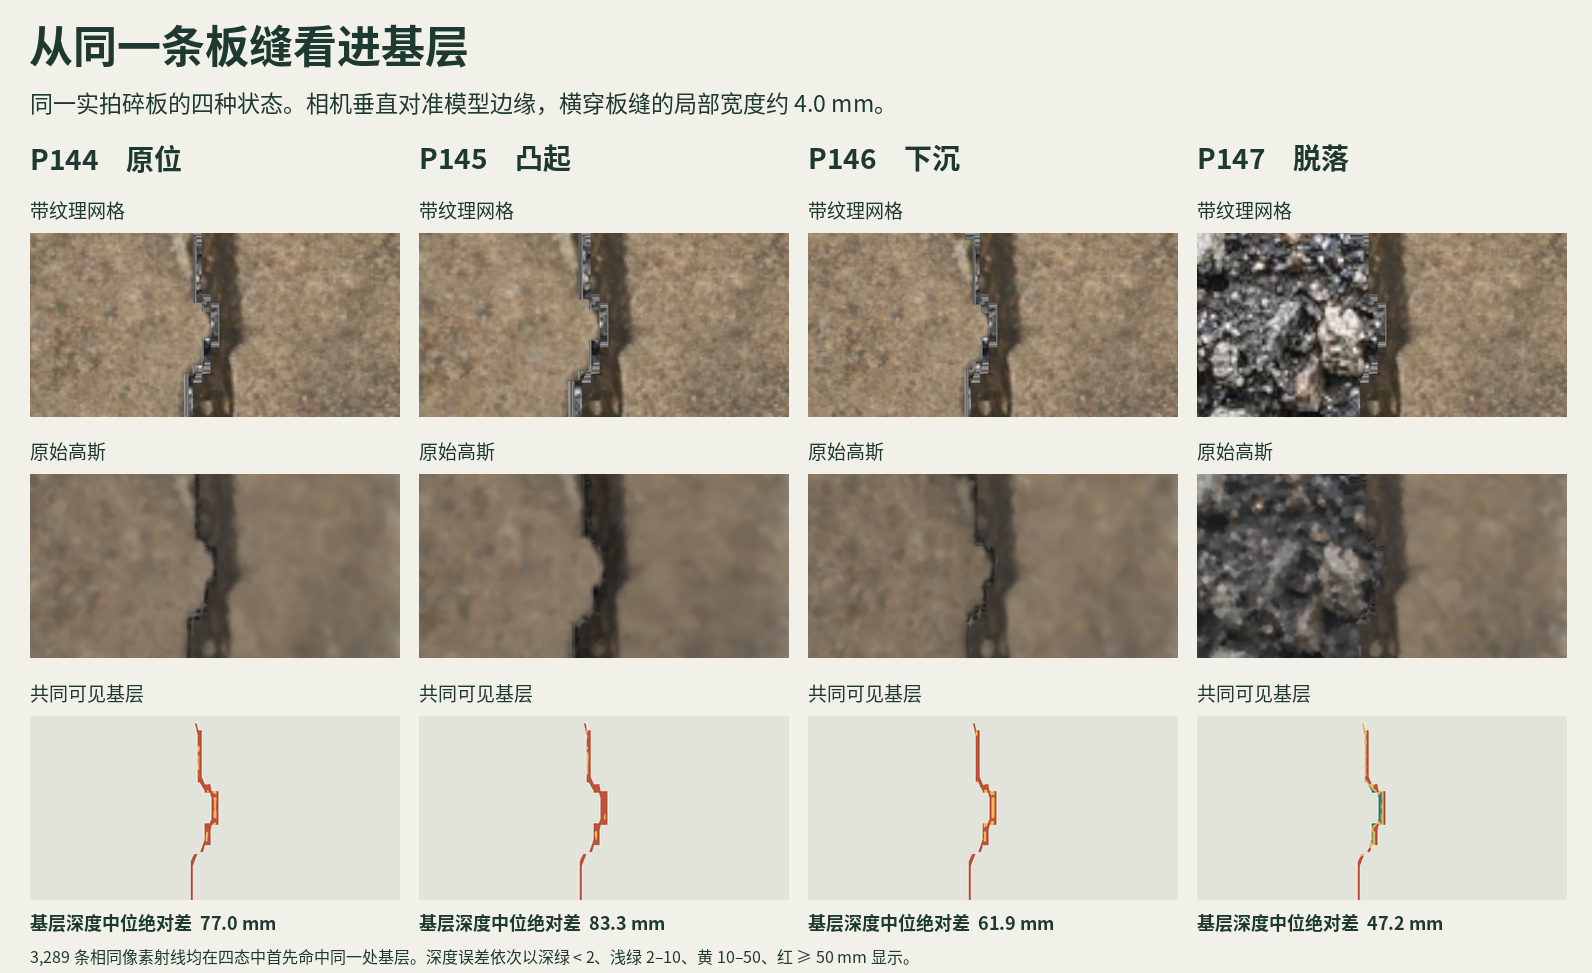 从同一条板缝看进基层
同一实拍碎板的四种状态。相机垂直对准模型边缘，横穿板缝的局部宽度约 4.0 mm。
P144 原位
P145 凸起
P146 下沉
P147 脱落
带纹理网格
带纹理网格
带纹理网格
带纹理网格
原始高斯
原始高斯
原始高斯
原始高斯
共同可见基层
共同可见基层
共同可见基层
共同可见基层
基层深度中位绝对差 77.0 mm
基层深度中位绝对差 83.3 mm
基层深度中位绝对差 61.9 mm
基层深度中位绝对差 47.2 mm
3,289 条相同像素射线均在四态中首先命中同一处基层。深度误差依次以深绿 < 2、浅绿 2–10、黄 10–50、红 ⩾ 50 mm 显示。